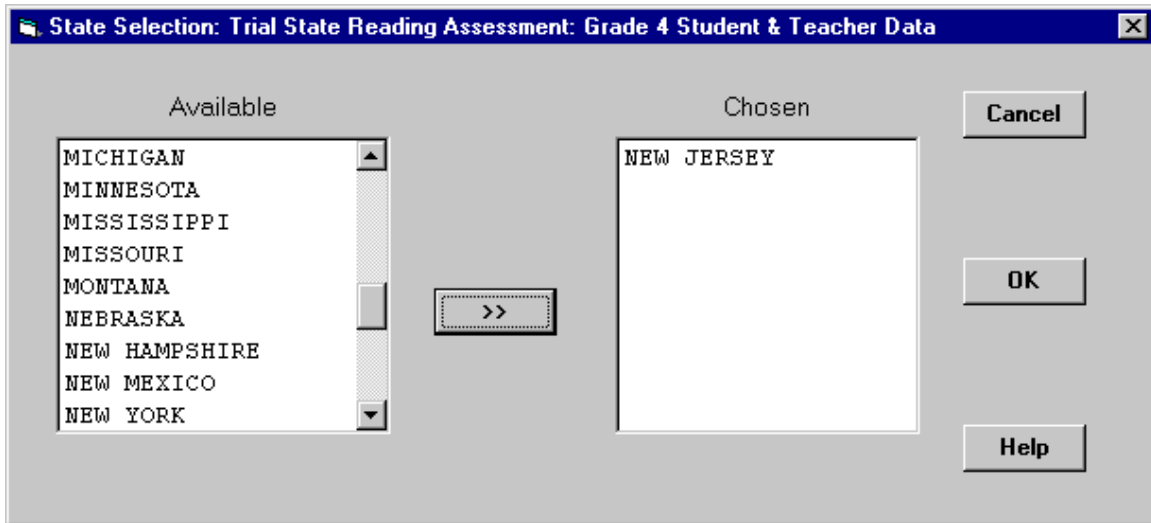 State Selection: Trial State Reading Assessment: Grade 4 Student & Teacher Data
Available
MICHIGAN
MINNESOTA
MISSISSIPPI
MISSOURI
MONTANA
NEBRASKA
NEW HAMPSHIRE
NEW MEXICO
NEW YORK
>>
Chosen
NEW JERSEY
Cancel
OK
Help